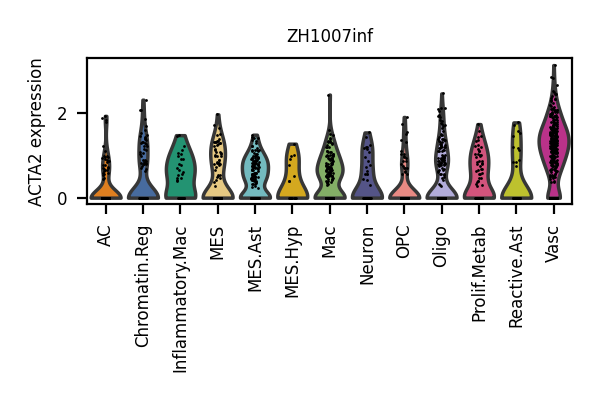 ZH1007inf
ACTA2 expression
2
0
AC
Chromatin.Reg
Inflammatory.Mac
MES
MES.Ast
MES.Hyp
Mac
Neuron
OPC
Oligo
Prolif.Metab
Reactive.Ast
Vasc